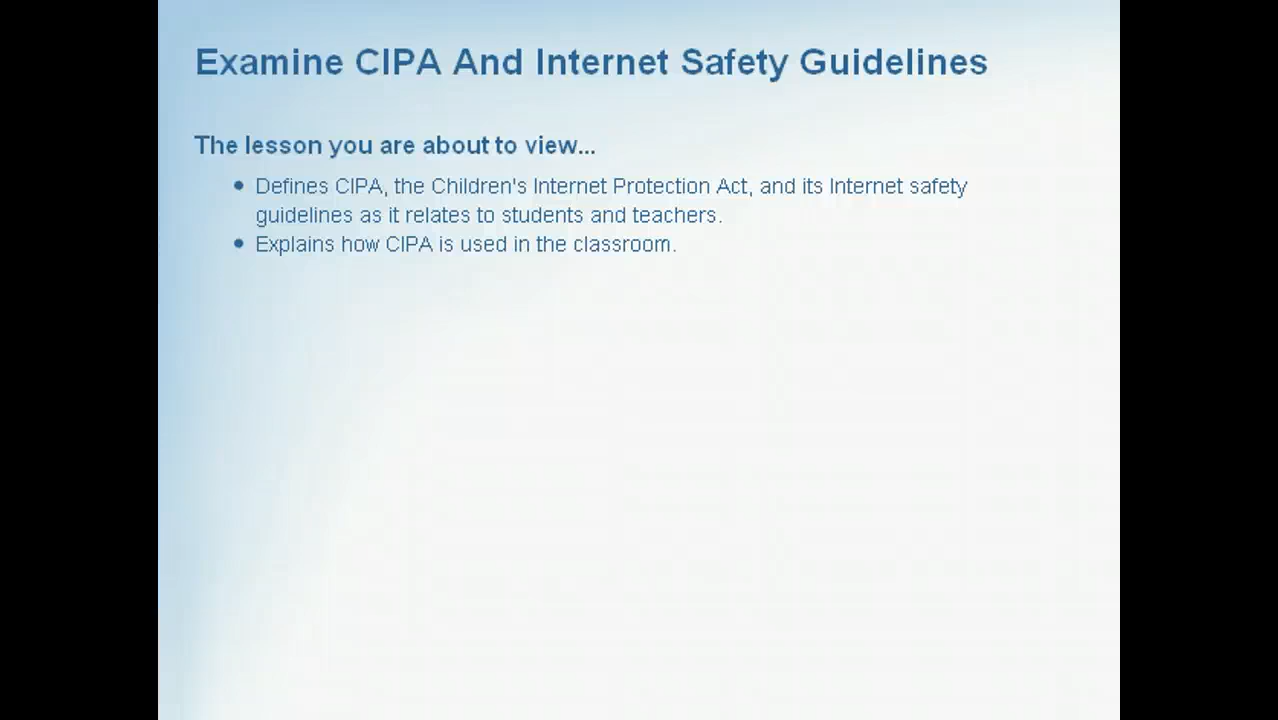 Examine CIPA And Internet Safety Guidelines
The lesson you are about to view...
• Defines CIPA, the Children's Internet Protection Act, and its Internet safety
guidelines as it relates to students and teachers.
• Explains how CIPA is used in the classroom.